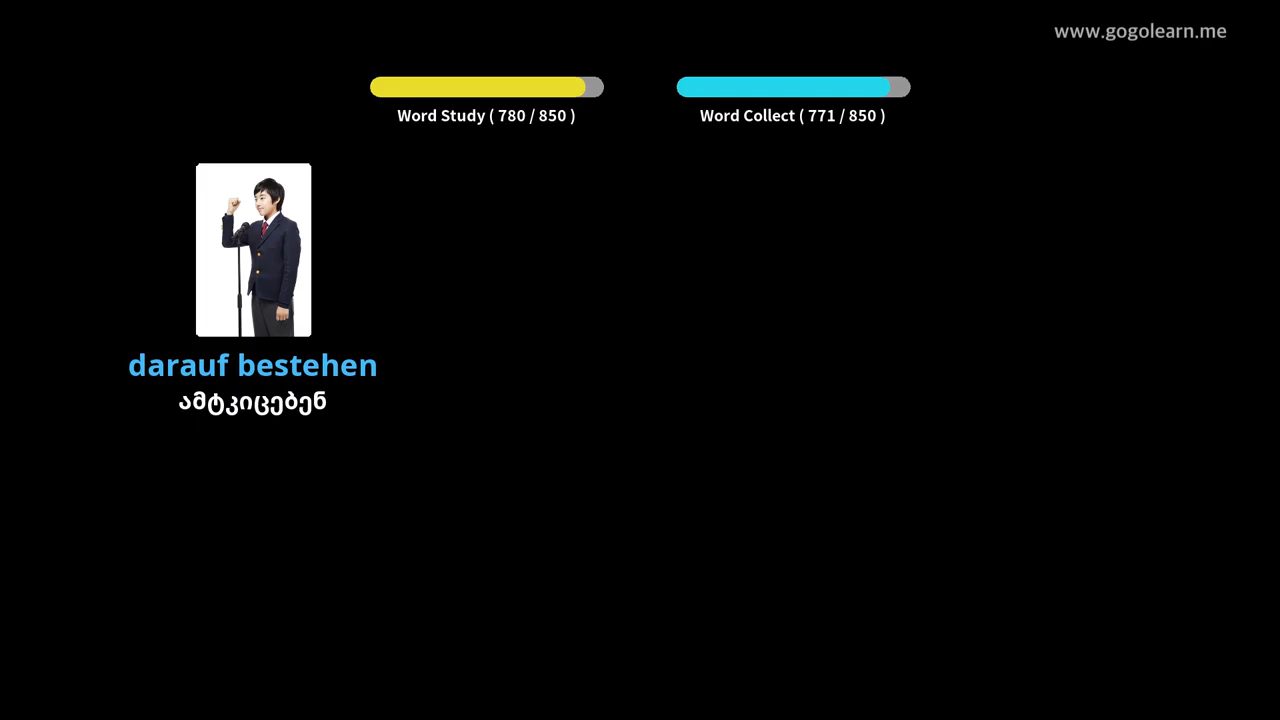 www.gogolearn.me
Word Study ( 780 / 850 )
Word Collect ( 771 / 850 )
darauf bestehen
ამტკიცებენ